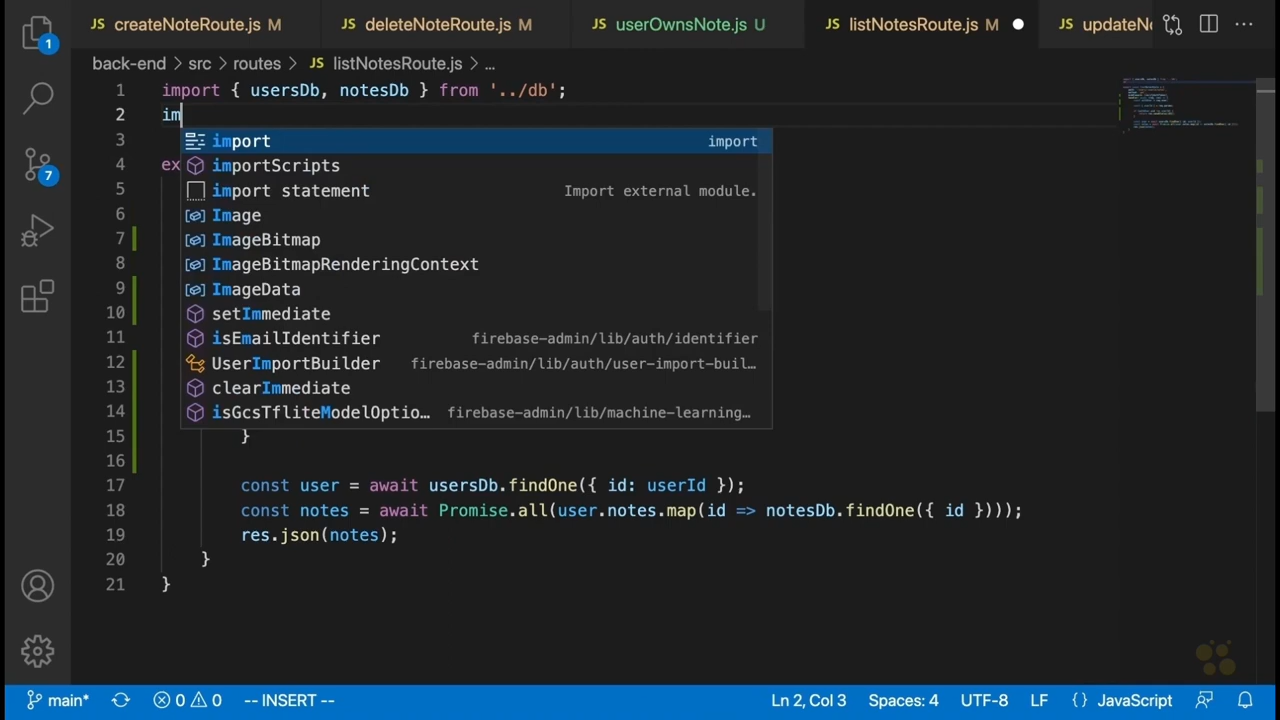 JS createNoteRoute.js M JS deleteNoteRoute.js M JS userOwnsNote.js U JS listNotesRoute.js M JS updateNo
back-end > src > routes > JS listNotesRoute.js > ...
1 import { usersDb, notesDb } from '../db';
2 im
3 import import
importScripts
4 ex
5 import statement Import external module.
6 Image
7 ImageBitmap
8 ImageBitmapRenderingContext
9 ImageData
10 setImmediate
11 isEmailIdentifier firebase-admin/lib/auth/identifier
12 UserImportBuilder firebase-admin/lib/auth/user-import-buil…
13 clearImmediate
14 isGcsTfliteModelOptio... firebase-admin/lib/machine-learning…
15 }
16
17 const user = await usersDb.findOne({ id: userId });
18 const notes = await Promise.all(user.notes.map(id => notesDb.findOne({ id })));
19 res.json(notes);
20 }
21 }
1
7
main* 0 0 -- INSERT -- Ln 2, Col 3 Spaces: 4 UTF-8 LF {} JavaScript